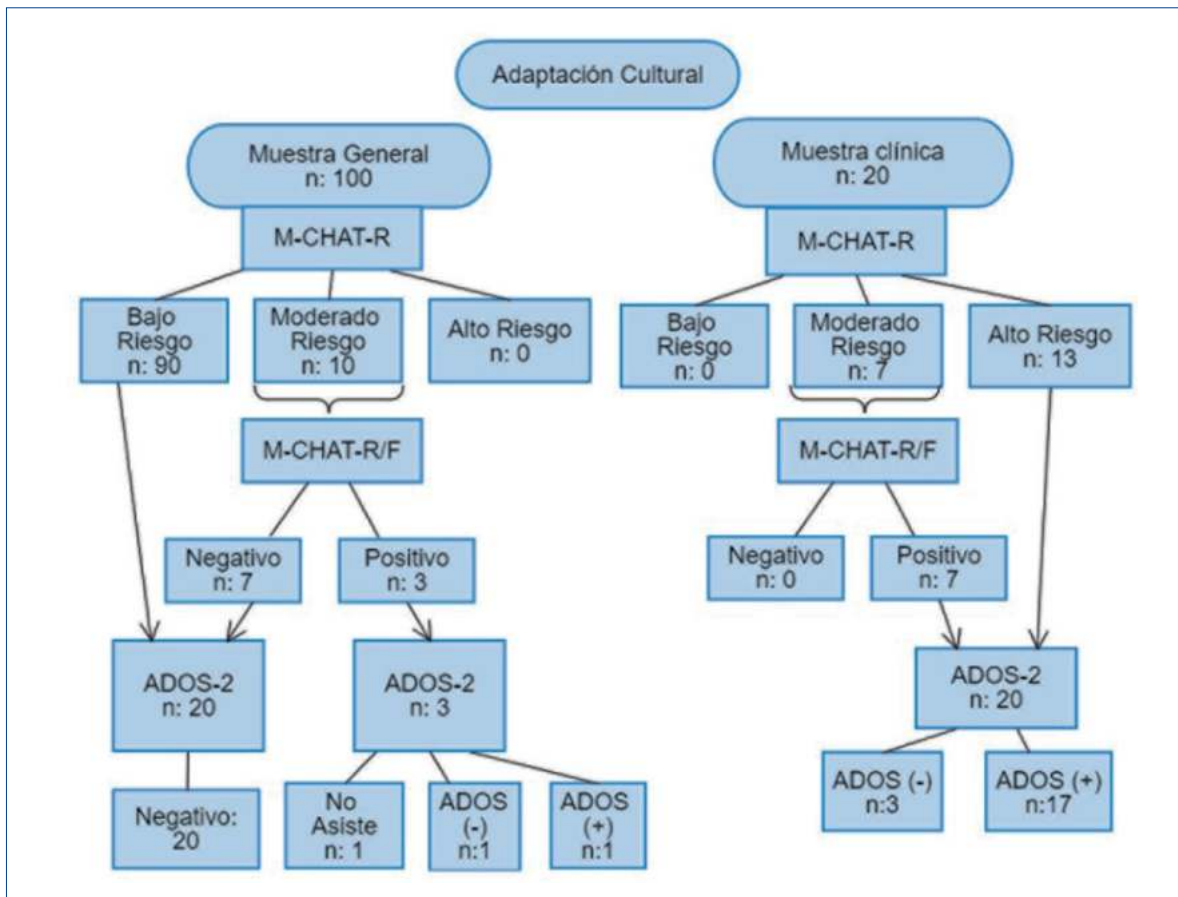 Adaptación Cultural
Muestra General
n: 100
M-CHAT-R
Bajo
Riesgo
n: 90
Moderado
Riesgo
n: 10
Alto Riesgo
n: 0
M-CHAT-R/F
Negativo
n: 7
Positivo
n: 3
ADOS-2
n: 20
ADOS-2
n: 3
Negativo:
20
No
Asiste
n: 1
ADOS
(-)
n:1
ADOS
(+)
n:1
Muestra clínica
n: 20
M-CHAT-R
Bajo
Riesgo
n: 0
Moderado
Riesgo
n: 7
Alto Riesgo
n: 13
M-CHAT-R/F
Negativo
n: 0
Positivo
n: 7
ADOS-2
n: 20
ADOS (-)
n:3
ADOS (+)
n:17